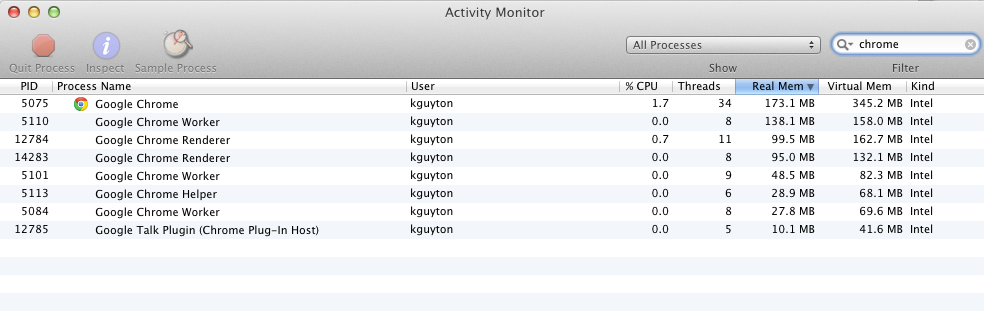 Activity Monitor
Quit Process Inspect Sample Process All Processes chrome
Show Filter
PID Process Name User % CPU Threads Real Mem Virtual Mem Kind
5075 Google Chrome kguyton 1.7 34 173.1 MB 345.2 MB Intel
5110 Google Chrome Worker kguyton 0.0 8 138.1 MB 158.0 MB Intel
12784 Google Chrome Renderer kguyton 0.7 11 99.5 MB 162.7 MB Intel
14283 Google Chrome Renderer kguyton 0.0 8 95.0 MB 132.1 MB Intel
5101 Google Chrome Worker kguyton 0.0 9 48.5 MB 82.3 MB Intel
5113 Google Chrome Helper kguyton 0.0 6 28.9 MB 68.1 MB Intel
5084 Google Chrome Worker kguyton 0.0 8 27.8 MB 69.6 MB Intel
12785 Google Talk Plugin (Chrome Plug-In Host) kguyton 0.0 5 10.1 MB 41.6 MB Intel